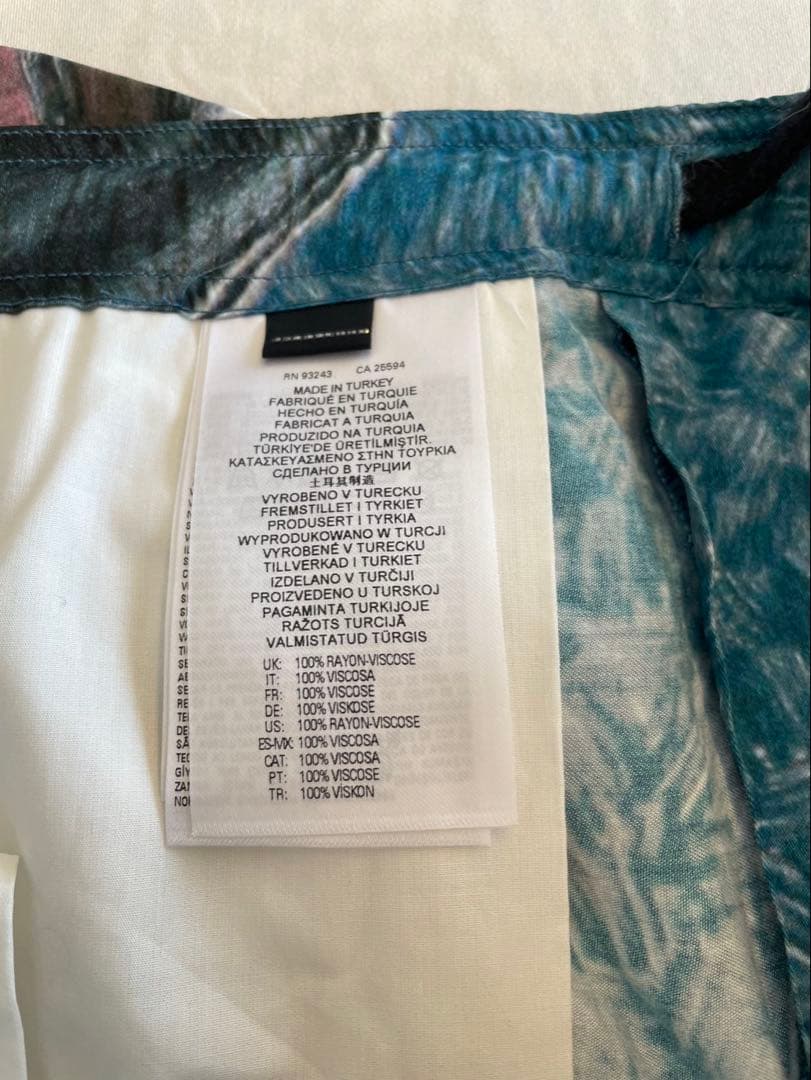 RN 93243 CA 25594
MADE IN TURKEY
FABRIQUÉ EN TURQUIE
HECHO EN TURQUÍA
FABRICAT A TURQUIA
PRODUZIDO NA TURQUIA
TÜRKİYE'DE ÜRETİLMİŞTİR.
ΚΑΤΑΣΚΕΥΑΣΜΕΝΟ ΣΤΗΝ ΤΟΥΡΚΙΑ
СДЕЛАНО В ТУРЦИИ
土耳其制造
VYROBENO V TURECKU
FREMSTILLET I TYRKIET
PRODUSERT I TYRKIA
WYPRODUKOWANO W TURCJI
VYROBENÉ V TURECKU
TILLVERKAD I TURKIET
IZDELANO V TURČIJI
PROIZVEDENO U TURSKOJ
PAGAMINTA TURKIJOJE
RAŽOTS TURCIJĀ
VALMISTATUD TÜRGIS
UK: 100% RAYON-VISCOSE
IT: 100% VISCOSA
FR: 100% VISCOSE
DE: 100% VISKOSE
US: 100% RAYON-VISCOSE
ES-MX: 100% VISCOSA
CAT: 100% VISCOSA
PT: 100% VISCOSE
TR: 100% VİSKON